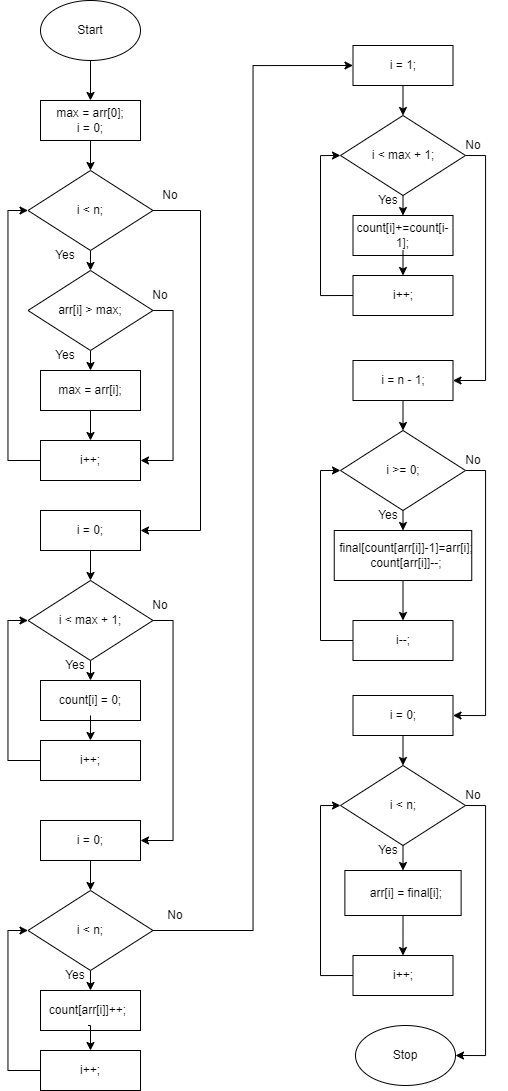 Start
max = arr[0];
i = 0;
i < n;
No
Yes
arr[i] > max;
No
Yes
max = arr[i];
i++;
i = 0;
i < max + 1;
No
Yes
count[i] = 0;
i++;
i = 0;
i < n;
No
Yes
count[arr[i]]++;
i++;
i = 1;
i < max + 1;
No
Yes
count[i]+=count[i-
1];
i++;
i = n - 1;
i >= 0;
No
Yes
final[count[arr[i]]-1]=arr[i];
count[arr[i]]--;
i--;
i = 0;
i < n;
No
Yes
arr[i] = final[i];
i++;
Stop